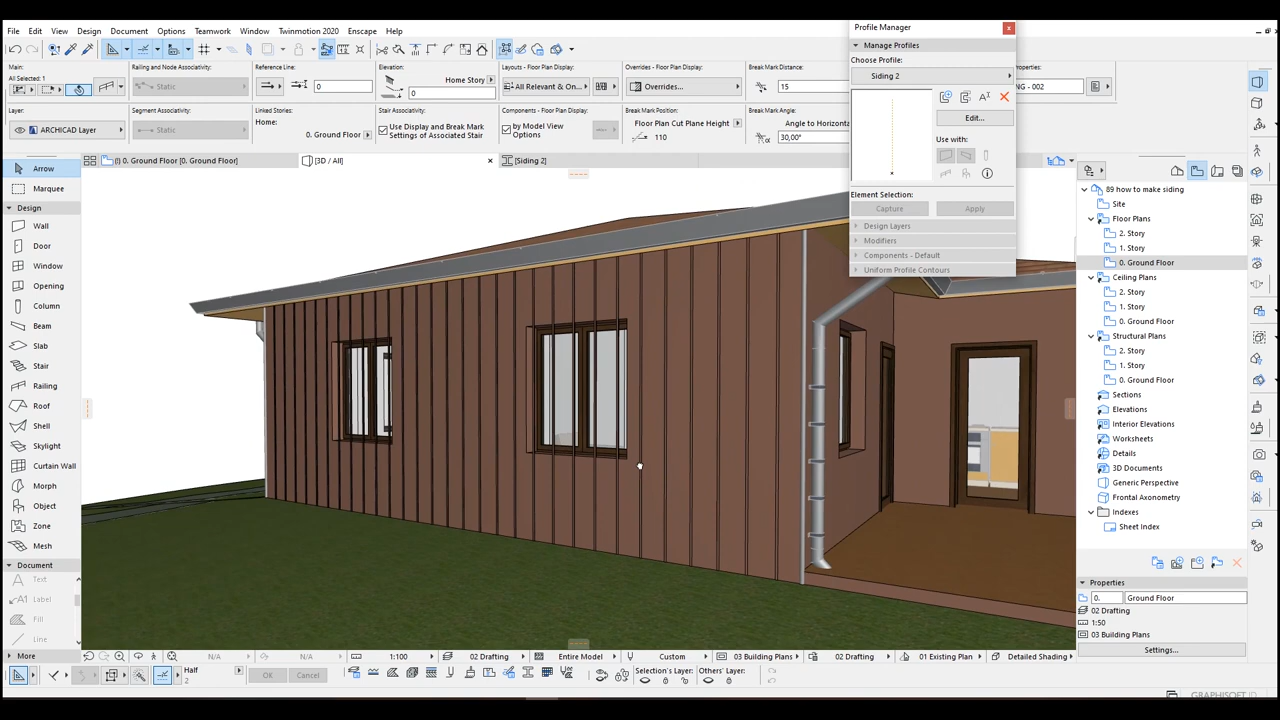 File Edit View Design Document Options Teamwork Window Twinmotion 2020 Enscape Help
Profile Manager
Manage Profiles
Choose Profile:
Siding 2
Edit...
Use with:
Element Selection:
Capture Apply
Design Layers
Modifiers
Components - Default
Uniform Profile Contours
Main:
All Selected: 1
Railing and Node Associativity:
Static
Reference Line:
0
Elevation:
Home Story
0
Layouts - Floor Plan Display:
All Relevant & On...
Overrides - Floor Plan Display:
Overrides...
Break Mark Distance:
15
- 002
Layer:
ARCHICAD Layer
Segment Associativity:
Static
Linked Stories:
Home:
0. Ground Floor
Use Display and Break Mark
Settings of Associated Stair
Components - Floor Plan Display:
by Model View
Options
Break Mark Position:
Floor Plan Cut Plane Height
110
Angle to Horizonta
30,00°
(!) 0. Ground Floor [0. Ground Floor]
[3D / All]
[Siding 2]
Arrow
Marquee
Design
Wall
Door
Window
Opening
Column
Beam
Slab
Stair
Railing
Roof
Shell
Skylight
Curtain Wall
Morph
Object
Zone
Mesh
Document
Text
Label
Fill
Line
More
89 how to make siding
Site
Floor Plans
2. Story
1. Story
0. Ground Floor
Ceiling Plans
2. Story
1. Story
0. Ground Floor
Structural Plans
2. Story
1. Story
0. Ground Floor
Sections
Elevations
Interior Elevations
Worksheets
Details
3D Documents
Generic Perspective
Frontal Axonometry
Indexes
Sheet Index
Properties
0. Ground Floor
02 Drafting
1:50
03 Building Plans
Settings...
N/A N/A 1:100 02 Drafting Entire Model Custom 03 Building Plans 02 Drafting 01 Existing Plan Detailed Shading
Half
2
OK Cancel
Selection's Layer: Others' Layer: